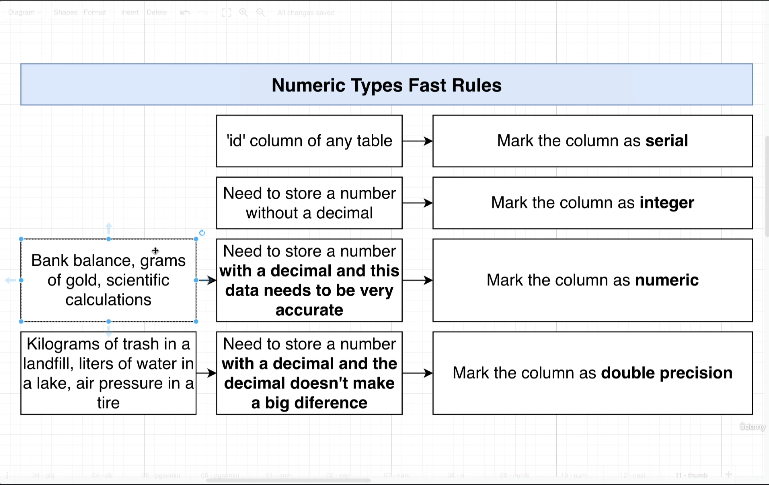 Diagram Shapes Format Insert Delete All changes saved
Numeric Types Fast Rules
'id' column of any table
Mark the column as serial
Need to store a number
without a decimal
Mark the column as integer
Bank balance, grams
of gold, scientific
calculations
Need to store a number
with a decimal and this
data needs to be very
accurate
Mark the column as numeric
Kilograms of trash in a
landfill, liters of water in
a lake, air pressure in a
tire
Need to store a number
with a decimal and the
decimal doesn't make
a big diference
Mark the column as double precision
Udemy